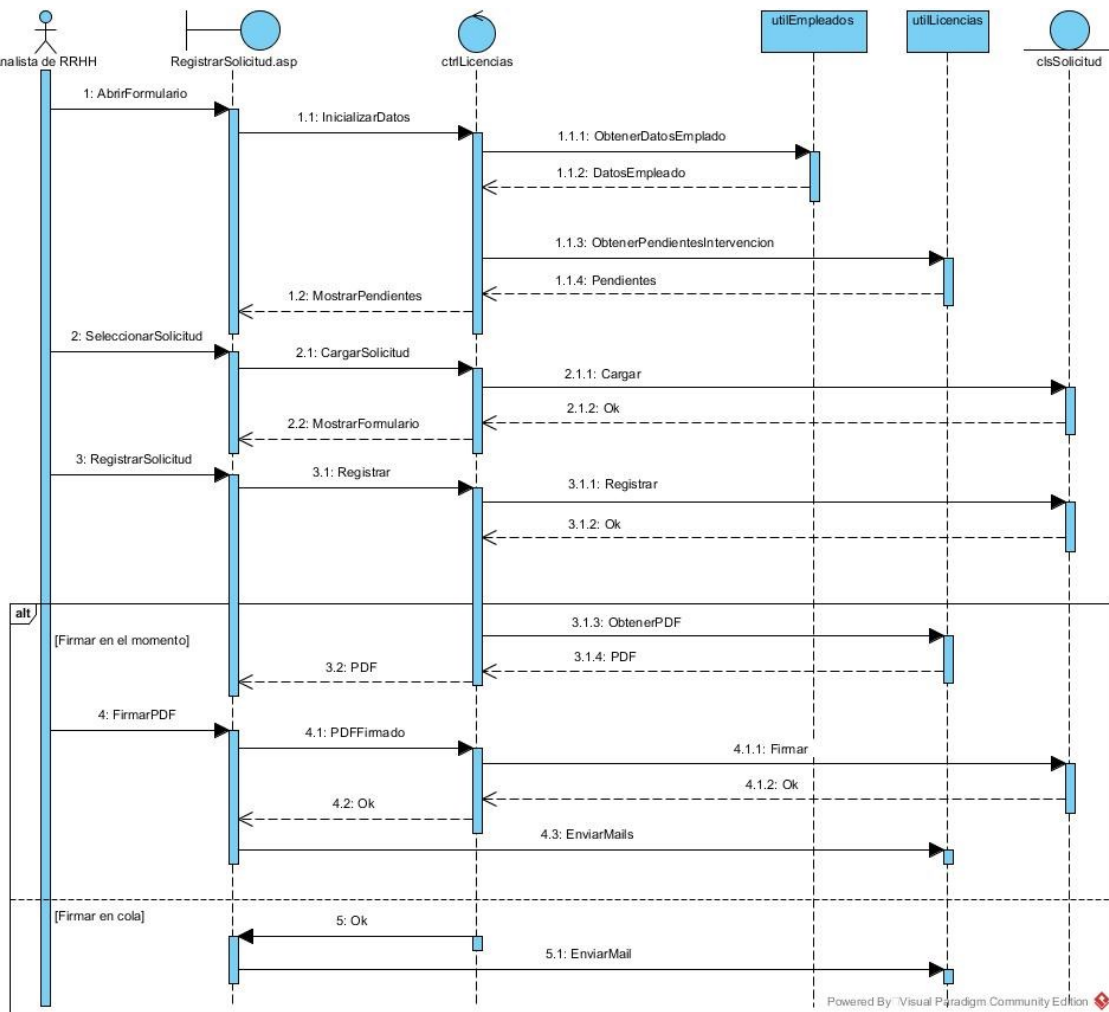 utilEmpleados
utilLicencias
nalista de RRHH
RegistrarSolicitud.asp
ctrlLicencias
clsSolicitud
1: AbrirFormulario
1.1: InicializarDatos
1.1.1: ObtenerDatosEmplado
1.1.2: DatosEmpleado
1.1.3: ObtenerPendientesIntervencion
1.1.4: Pendientes
1.2: MostrarPendientes
2: SeleccionarSolicitud
2.1: CargarSolicitud
2.1.1: Cargar
2.1.2: Ok
2.2: MostrarFormulario
3: RegistrarSolicitud
3.1: Registrar
3.1.1: Registrar
3.1.2: Ok
alt
[Firmar en el momento]
3.1.3: ObtenerPDF
3.1.4: PDF
3.2: PDF
4: FirmarPDF
4.1: PDFFirmado
4.1.1: Firmar
4.1.2: Ok
4.2: Ok
4.3: EnviarMails
[Firmar en cola]
5: Ok
5.1: EnviarMail
Powered By Visual Paradigm Community Edition